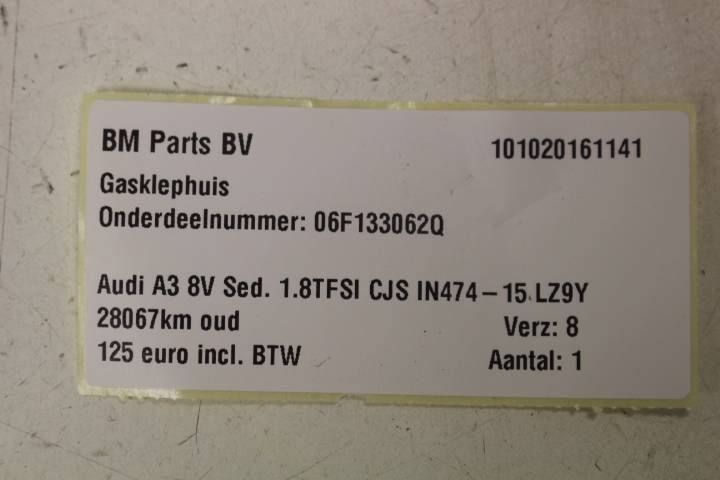 BM Parts BV 101020161141
Gasklephuis
Onderdeelnummer: 06F133062Q
Audi A3 8V Sed. 1.8TFSI CJS IN474-15 LZ9Y
28067km oud Verz: 8
125 euro incl. BTW Aantal: 1